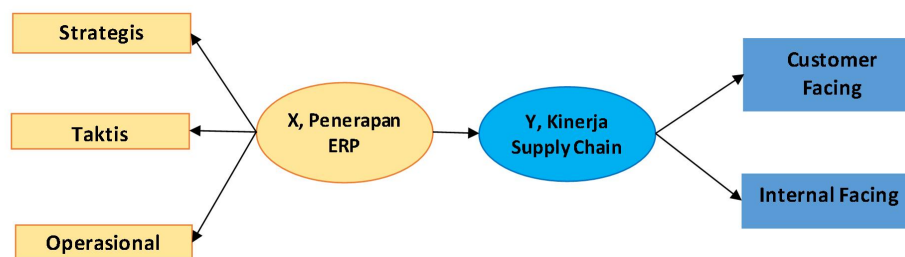 Strategis
Taktis
Operasional
X, Penerapan
ERP
Y, Kinerja
Supply Chain
Customer
Facing
Internal Facing